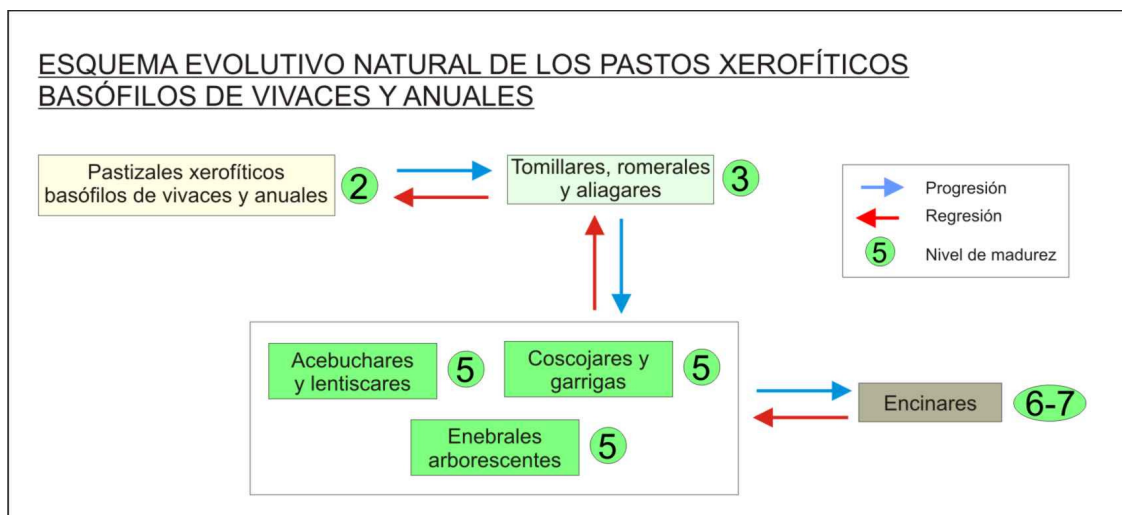 ESQUEMA EVOLUTIVO NATURAL DE LOS PASTOS XEROFÍTICOS
BASÓFILOS DE VIVACES Y ANUALES
Pastizales xerofíticos
basófilos de vivaces y anuales
2
Tomillares, romerales
y aliagares
3
Progresión
Regresión
5
Nivel de madurez
Acebuchares
y lentiscares
5
Coscojares y
garrigas
5
Enebrales
arborescentes
5
Encinares
6-7